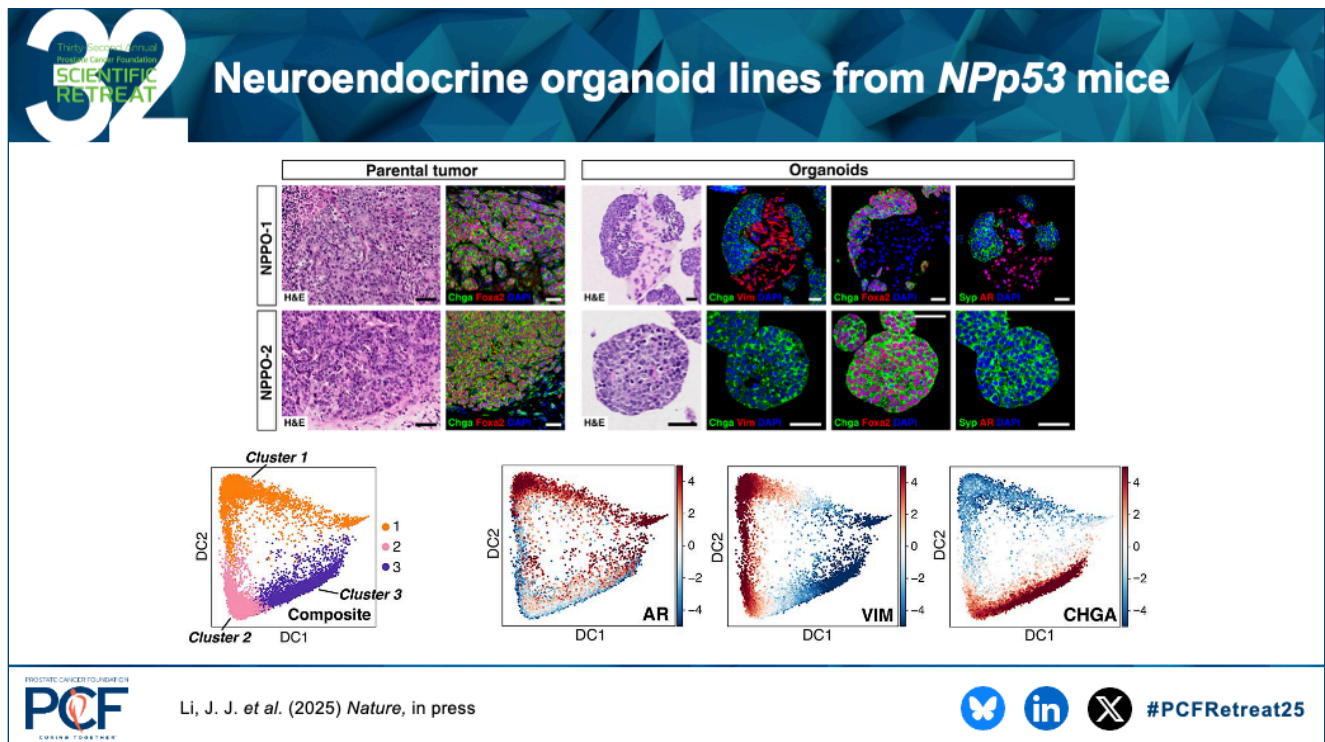 32
Thirty-Second Annual
Prostate Cancer Foundation
SCIENTIFIC
RETREAT
Neuroendocrine organoid lines from NPp53 mice
Parental tumor
Organoids
NPPO-1
H&E
Chga Foxa2 DAPI
H&E
Chga Vim DAPI
Chga Foxa2 DAPI
Syp AR DAPI
NPPO-2
H&E
Chga Foxa2 DAPI
H&E
Chga Vim DAPI
Chga Foxa2 DAPI
Syp AR DAPI
Cluster 1
DC2
1
2
3
Cluster 3
Composite
Cluster 2
DC1
DC2
4
2
0
−2
−4
AR
DC1
DC2
4
2
0
−2
−4
VIM
DC1
DC2
4
2
0
−2
−4
CHGA
DC1
PROSTATE CANCER FOUNDATION
PCF
CURING TOGETHER
Li, J. J. et al. (2025) Nature, in press
in
X
#PCFRetreat25